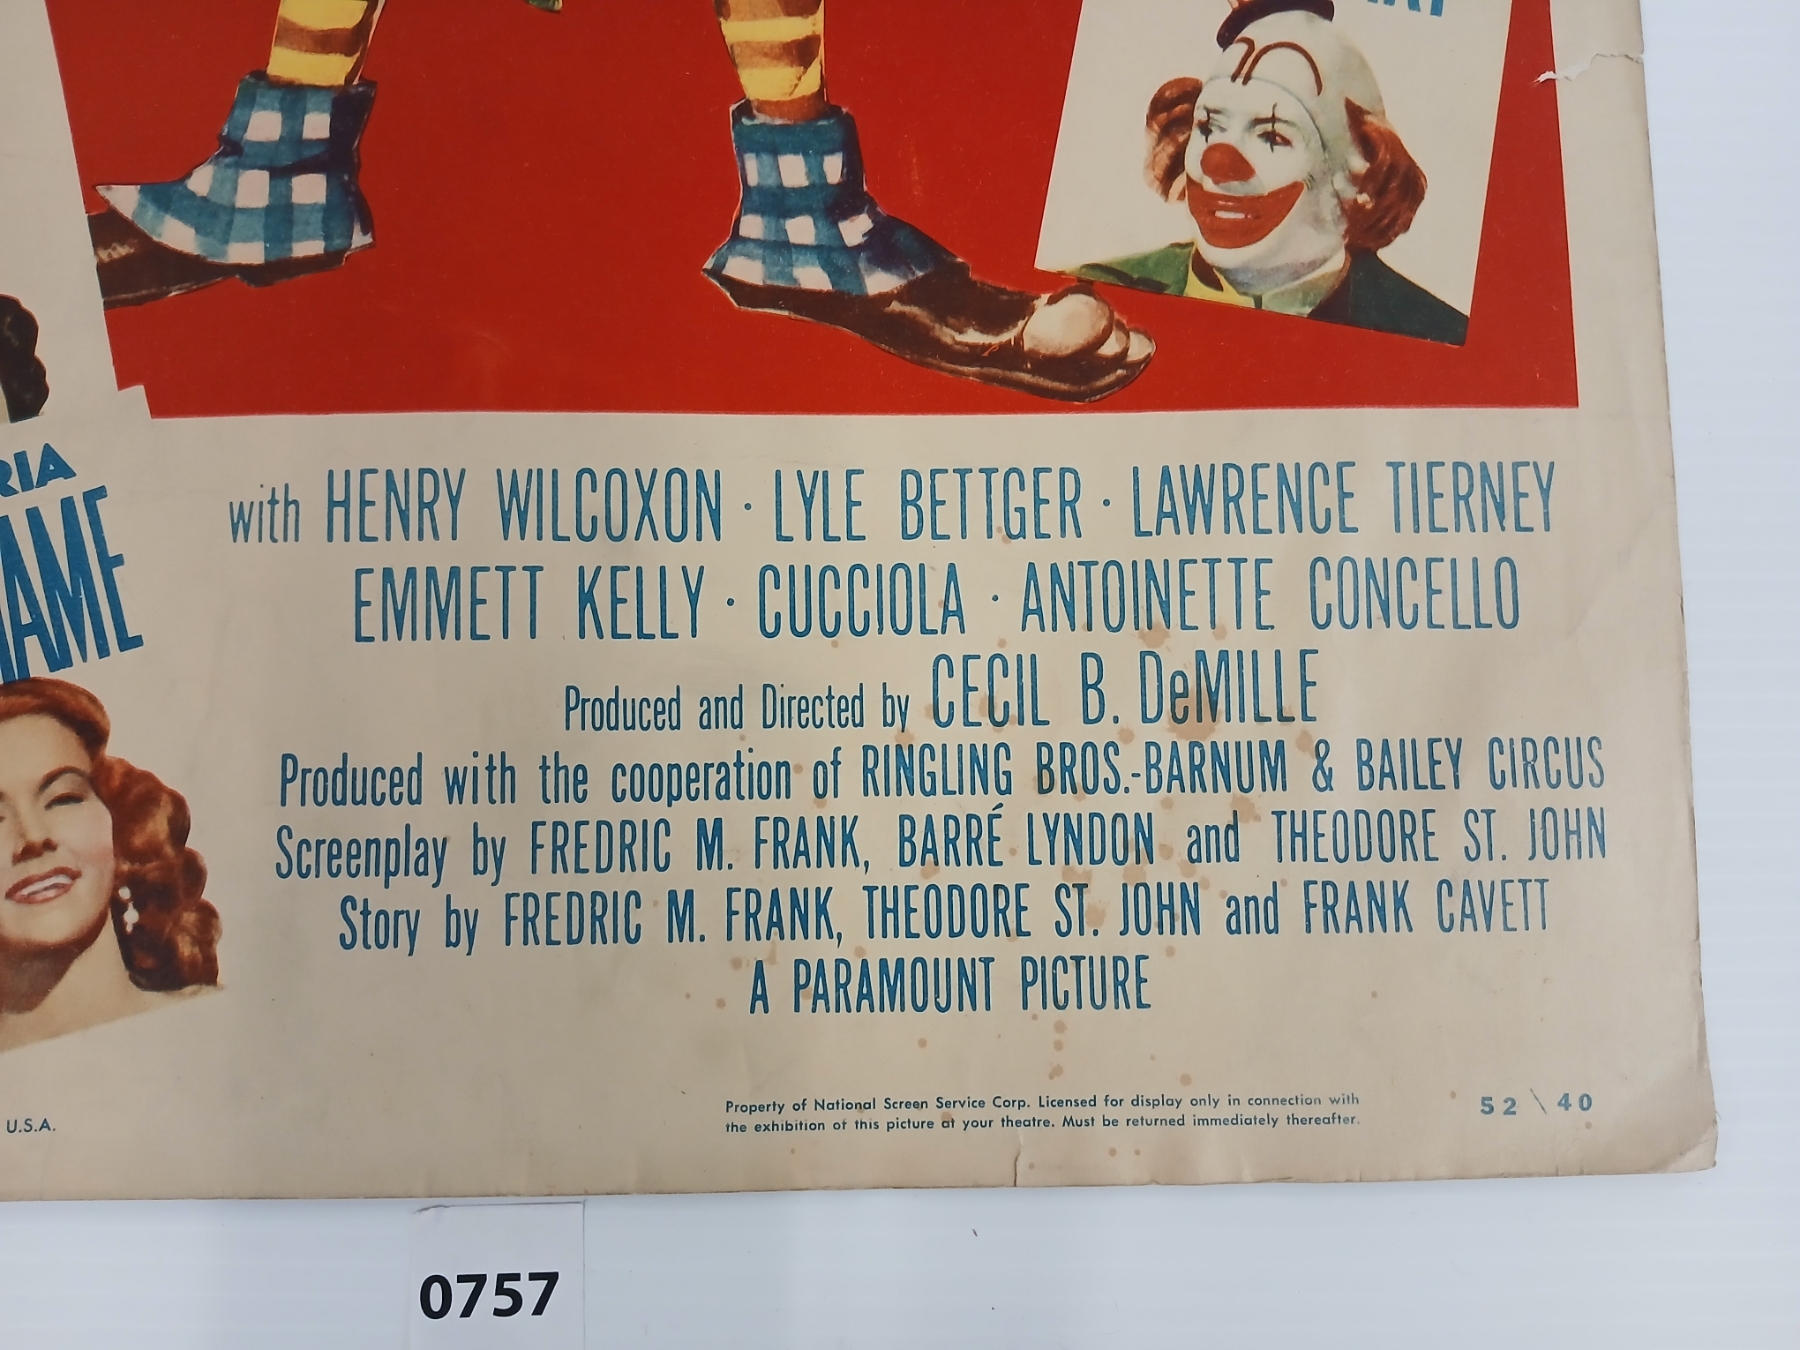 RIA
AME
with HENRY WILCOXON · LYLE BETTGER · LAWRENCE TIERNEY
EMMETT KELLY · CUCCIOLA · ANTOINETTE CONCELLO
Produced and Directed by CECIL B. DeMILLE
Produced with the cooperation of RINGLING BROS.-BARNUM & BAILEY CIRCUS
Screenplay by FREDRIC M. FRANK, BARRÉ LYNDON and THEODORE ST. JOHN
Story by FREDRIC M. FRANK, THEODORE ST. JOHN and FRANK CAVETT
A PARAMOUNT PICTURE
Property of National Screen Service Corp. Licensed for display only in connection with
the exhibition of this picture at your theatre. Must be returned immediately thereafter.
52 \ 40
U.S.A.
0757